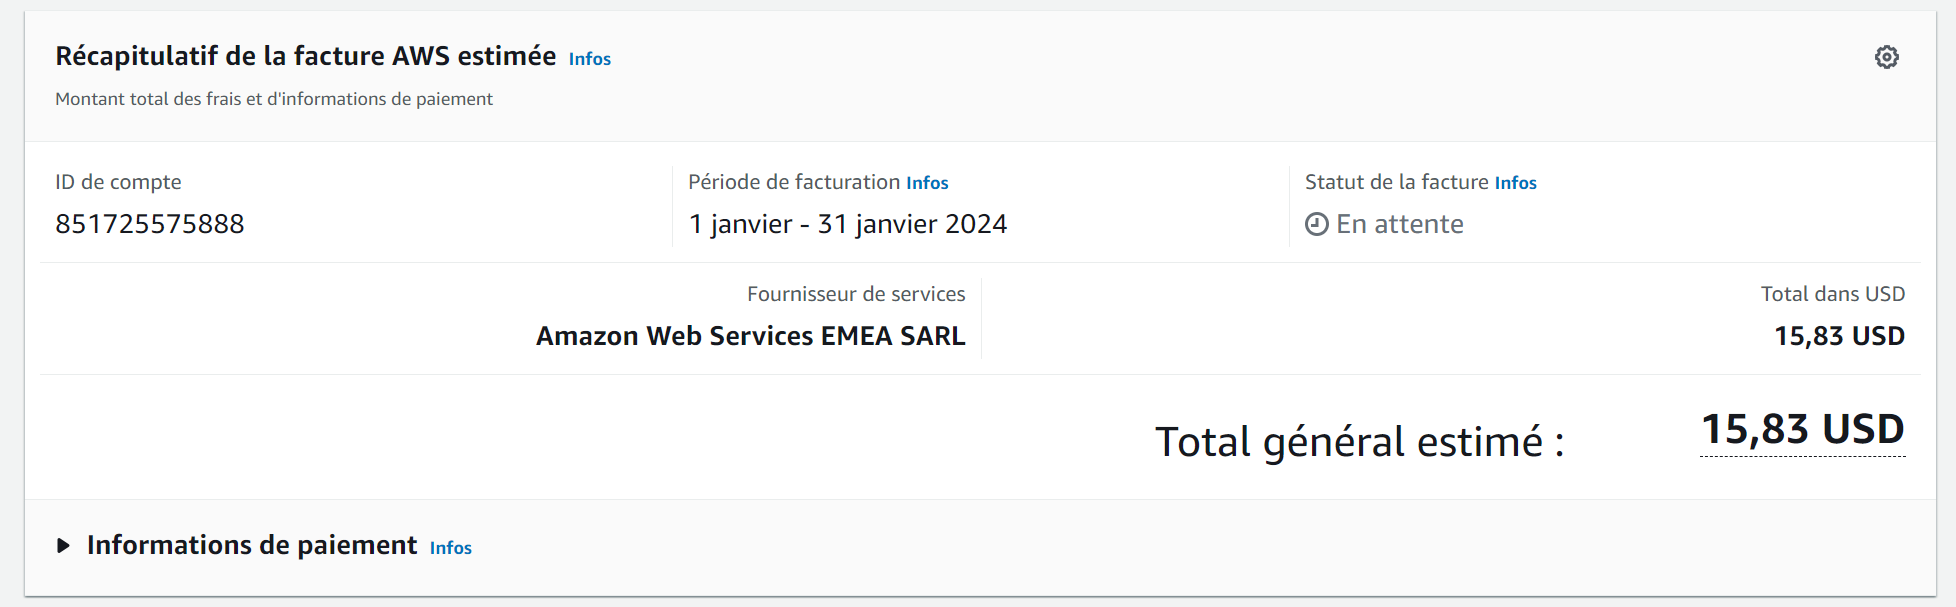 Récapitulatif de la facture AWS estimée Infos
Montant total des frais et d'informations de paiement
ID de compte
851725575888
Période de facturation Infos
1 janvier - 31 janvier 2024
Statut de la facture Infos
En attente
Fournisseur de services
Amazon Web Services EMEA SARL
Total dans USD
15,83 USD
Total général estimé :
15,83 USD
Informations de paiement Infos